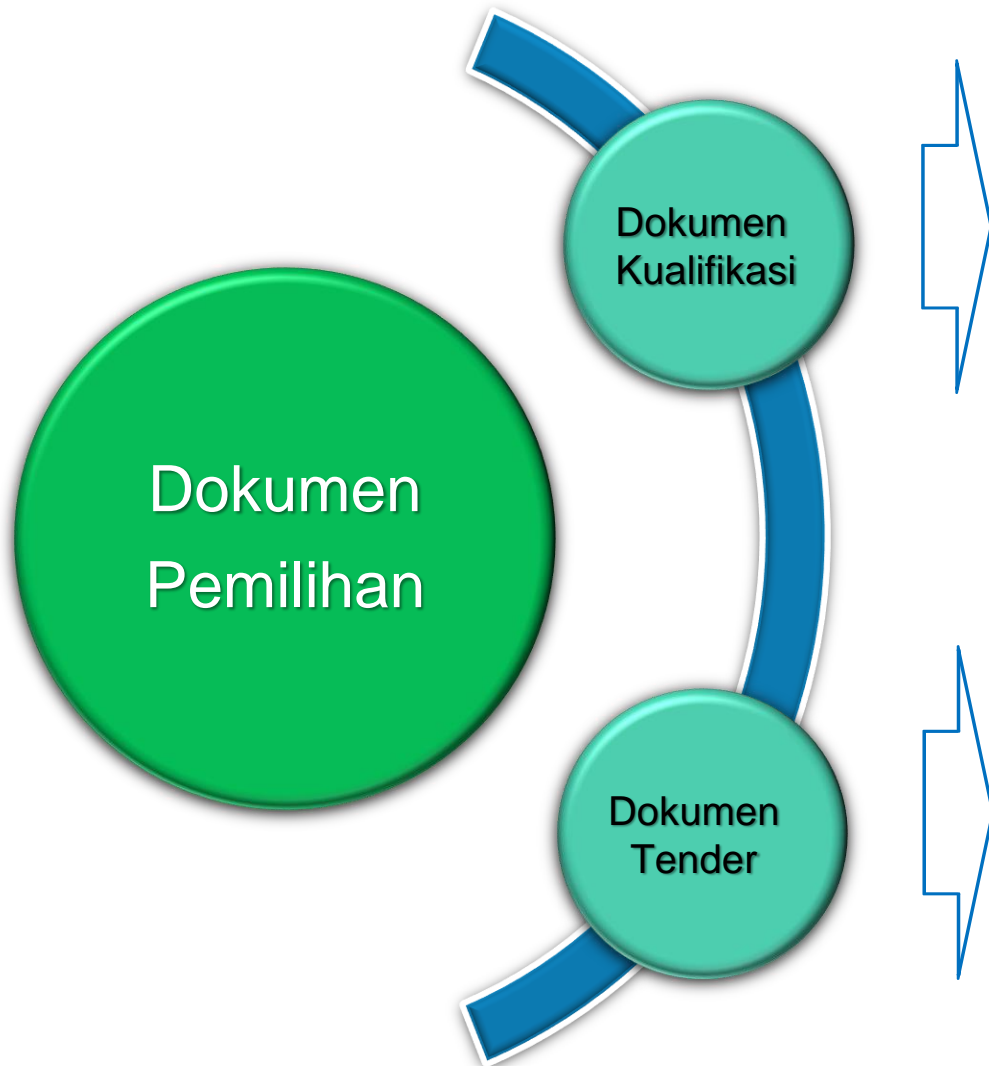 Dokumen
Pemilihan
Dokumen
Kualifikasi
Dokumen
Tender